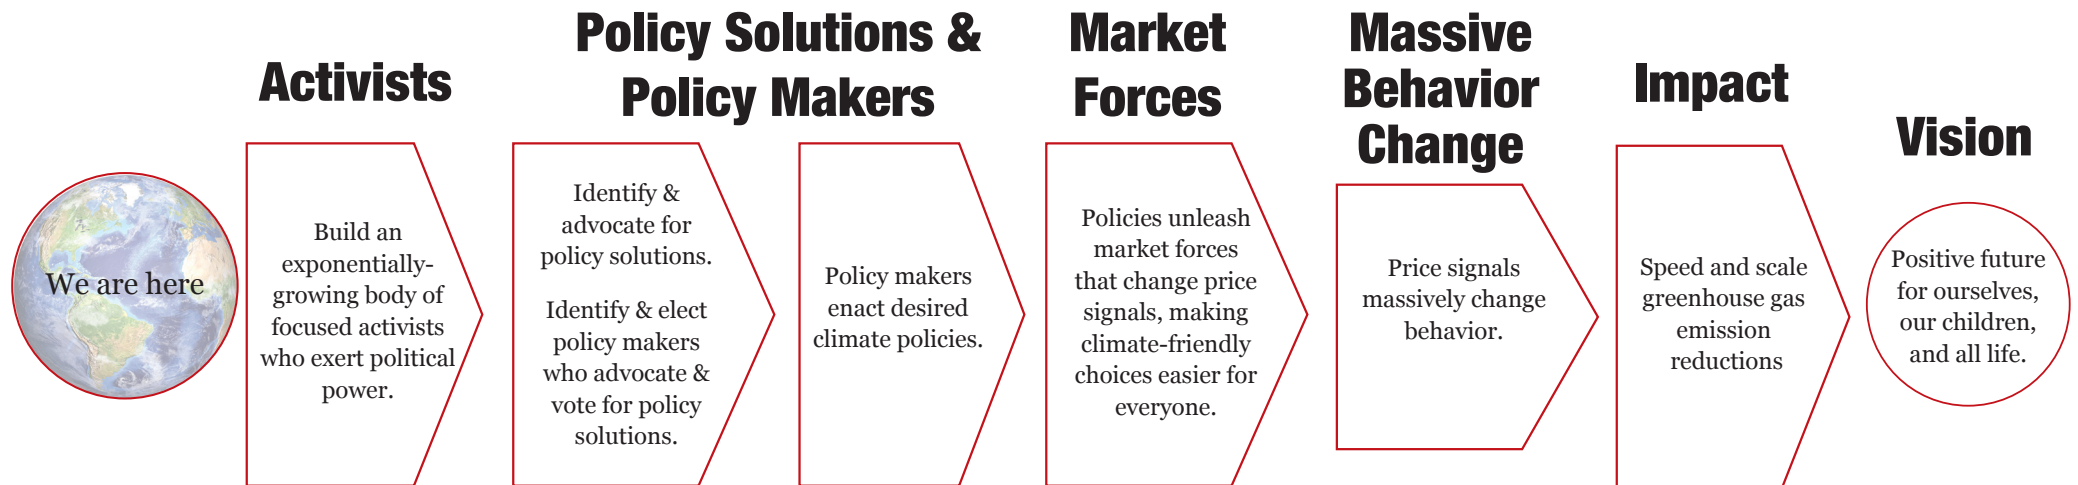 We are here
Activists
Build an
exponentially-
growing body of
focused activists
who exert political
power.
Policy Solutions &
Policy Makers
Identify &
advocate for
policy solutions.
Identify & elect
policy makers
who advocate &
vote for policy
solutions.
Policy makers
enact desired
climate policies.
Market
Forces
Policies unleash
market forces
that change price
signals, making
climate-friendly
choices easier for
everyone.
Massive
Behavior
Change
Price signals
massively change
behavior.
Impact
Speed and scale
greenhouse gas
emission
reductions
Vision
Positive future
for ourselves,
our children,
and all life.